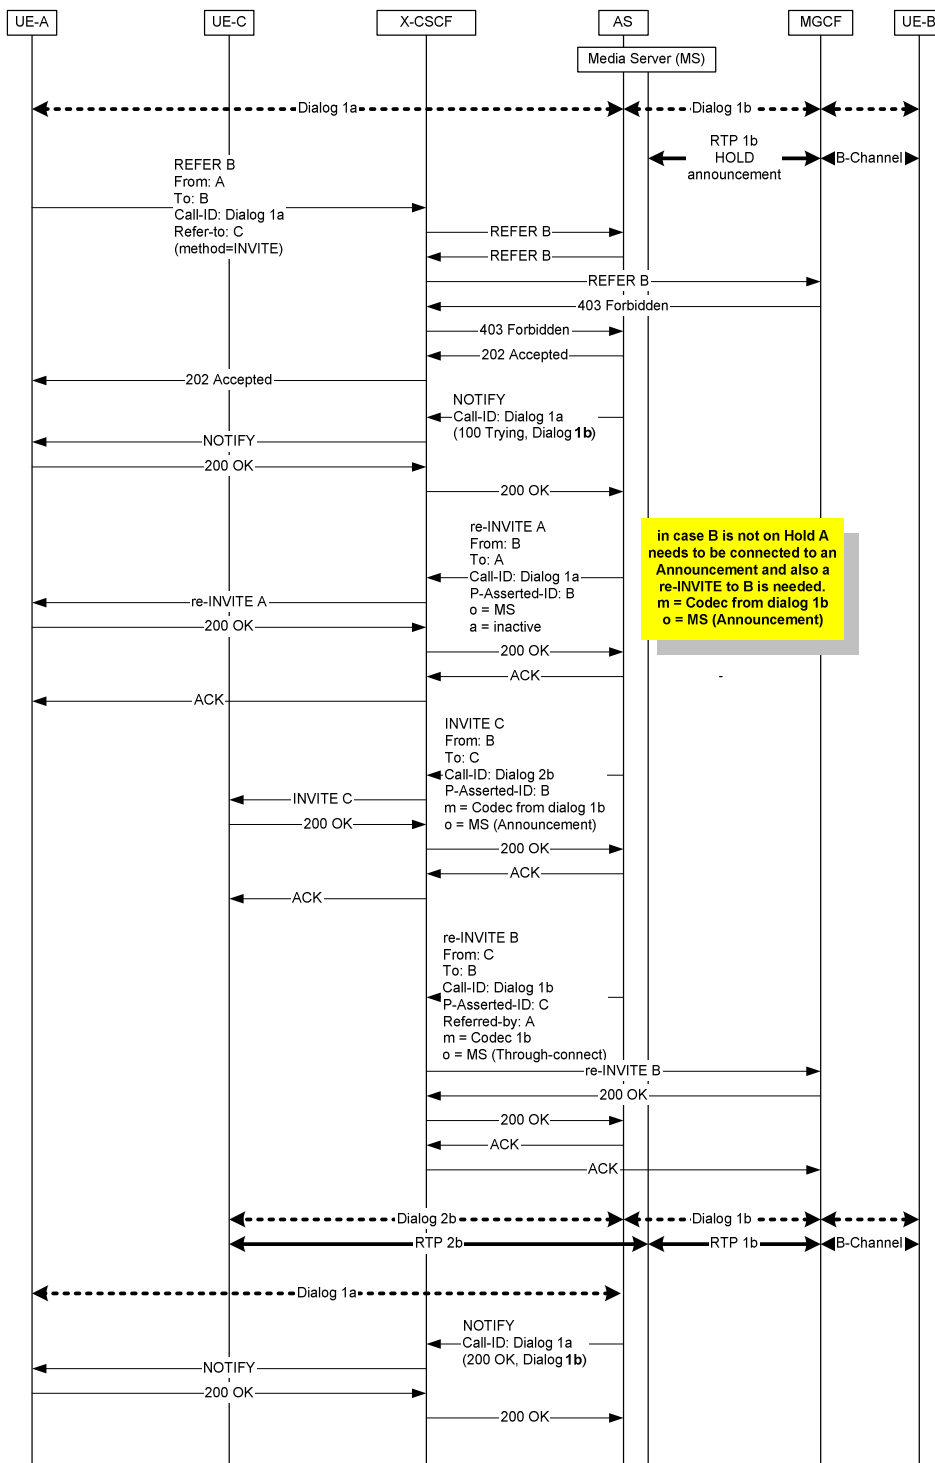 UE-A
UE-C
X-CSCF
AS
MGCF
UE-B
Media Server (MS)
Dialog 1a
Dialog 1b
RTP 1b
HOLD
announcement
B-Channel
REFER B
From: A
To: B
Call-ID: Dialog 1a
Refer-to: C
(method=INVITE)
REFER B
REFER B
REFER B
403 Forbidden
403 Forbidden
202 Accepted
202 Accepted
NOTIFY
Call-ID: Dialog 1a
(100 Trying, Dialog 1b)
NOTIFY
200 OK
200 OK
re-INVITE A
From: B
To: A
Call-ID: Dialog 1a
P-Asserted-ID: B
o = MS
a = inactive
in case B is not on Hold A
needs to be connected to an
Announcement and also a
re-INVITE to B is needed.
m = Codec from dialog 1b
o = MS (Announcement)
re-INVITE A
200 OK
200 OK
ACK
-
ACK
INVITE C
From: B
To: C
Call-ID: Dialog 2b
P-Asserted-ID: B
m = Codec from dialog 1b
o = MS (Announcement)
INVITE C
200 OK
200 OK
ACK
ACK
re-INVITE B
From: C
To: B
Call-ID: Dialog 1b
P-Asserted-ID: C
Referred-by: A
m = Codec 1b
o = MS (Through-connect)
re-INVITE B
200 OK
200 OK
ACK
ACK
Dialog 2b
Dialog 1b
RTP 2b
RTP 1b
B-Channel
Dialog 1a
NOTIFY
Call-ID: Dialog 1a
(200 OK, Dialog 1b)
NOTIFY
200 OK
200 OK